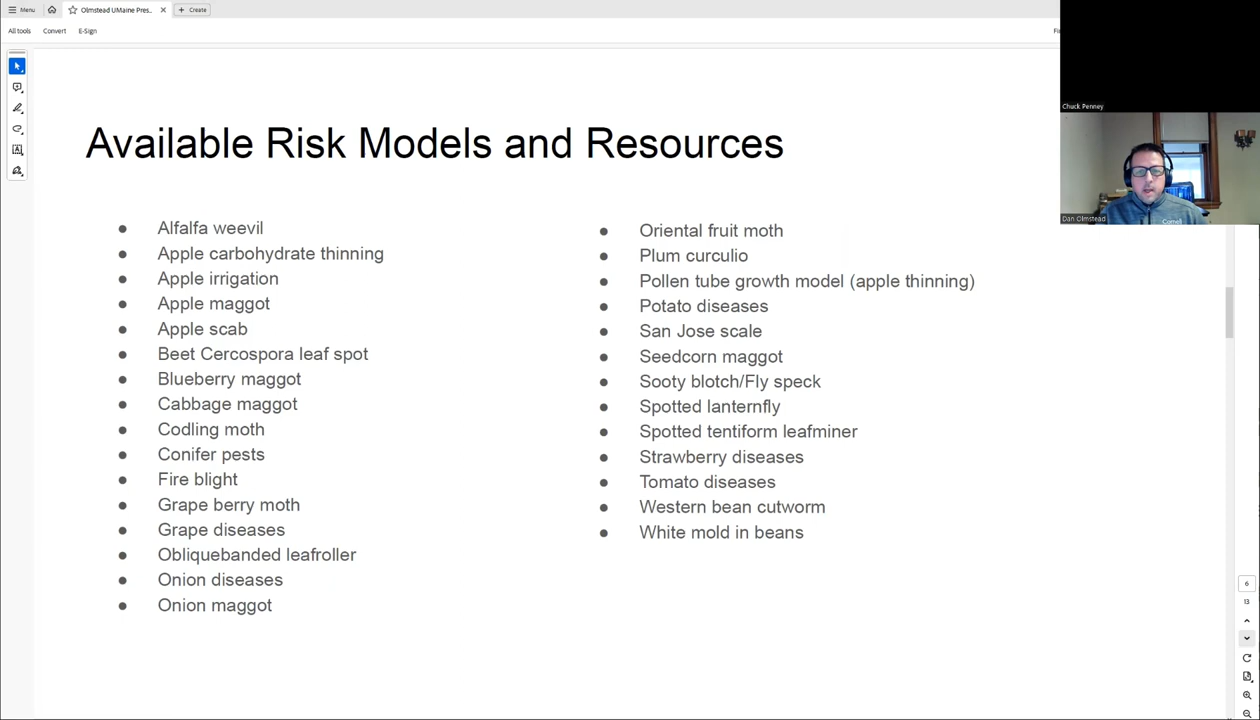 Menu
Olmstead UMaine Pres...
Create
All tools
Convert
E-Sign
Chuck Penney
Dan Olmstead
Cornell
Available Risk Models and Resources
Alfalfa weevil
Apple carbohydrate thinning
Apple irrigation
Apple maggot
Apple scab
Beet Cercospora leaf spot
Blueberry maggot
Cabbage maggot
Codling moth
Conifer pests
Fire blight
Grape berry moth
Grape diseases
Obliquebanded leafroller
Onion diseases
Onion maggot
Oriental fruit moth
Plum curculio
Pollen tube growth model (apple thinning)
Potato diseases
San Jose scale
Seedcorn maggot
Sooty blotch/Fly speck
Spotted lanternfly
Spotted tentiform leafminer
Strawberry diseases
Tomato diseases
Western bean cutworm
White mold in beans
6
13